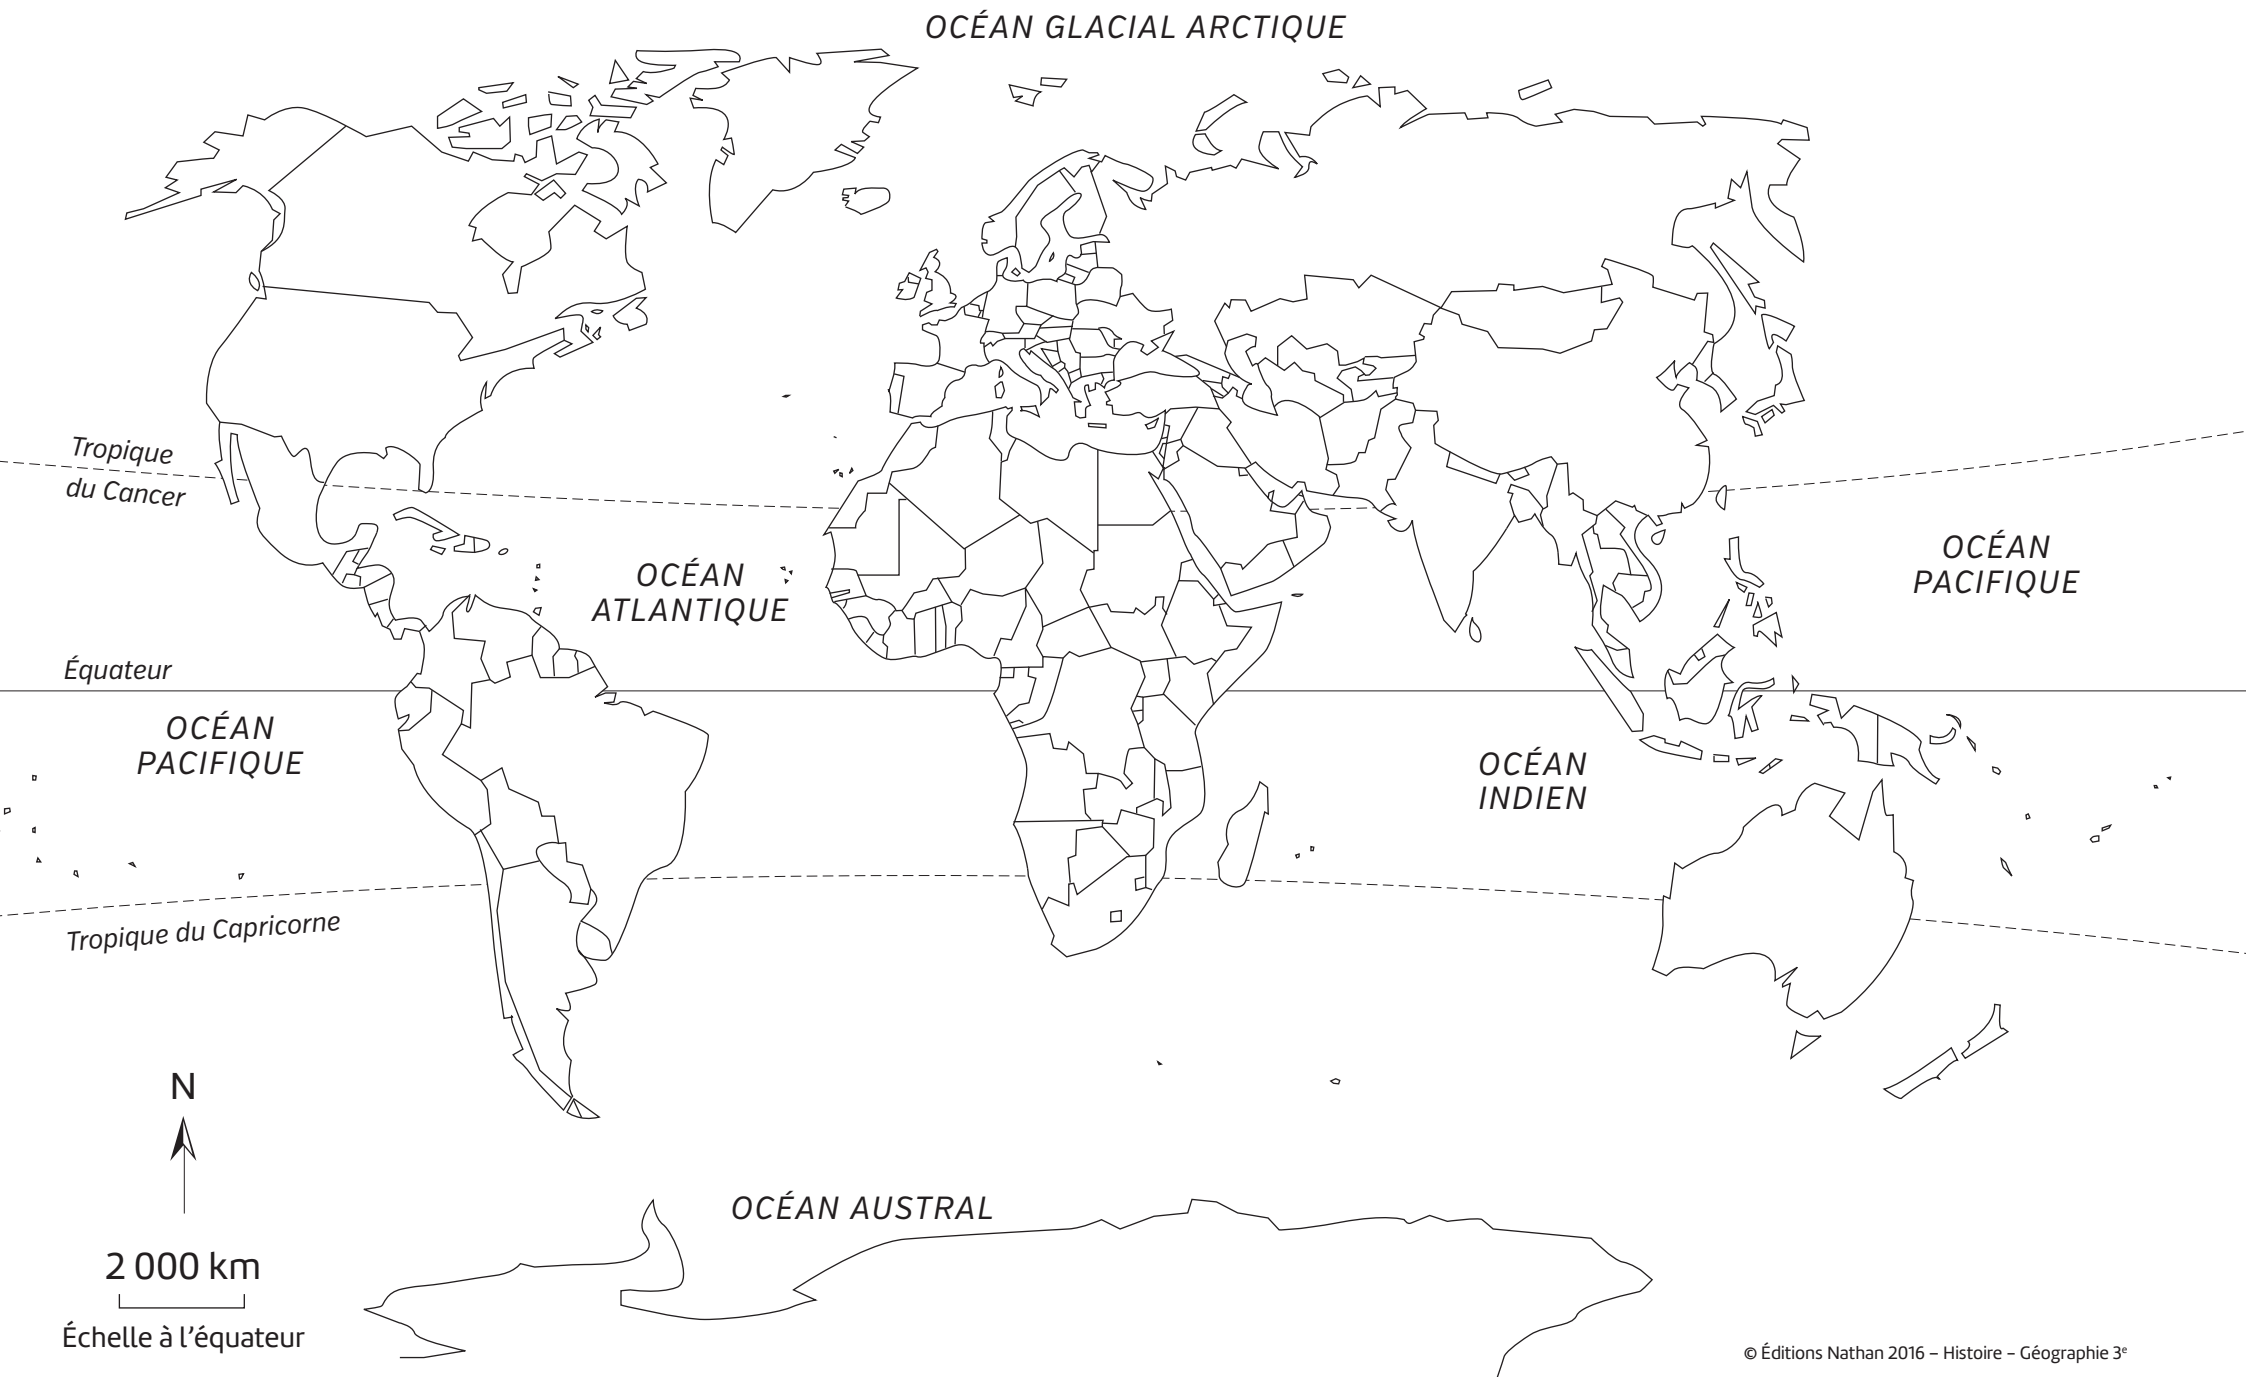 OCÉAN GLACIAL ARCTIQUE
Tropique
du Cancer
OCÉAN
ATLANTIQUE
OCÉAN
PACIFIQUE
Équateur
OCÉAN
PACIFIQUE
OCÉAN
INDIEN
Tropique du Capricorne
N
OCÉAN AUSTRAL
2 000 km
Échelle à l'équateur
© Éditions Nathan 2016 – Histoire – Géographie 3e